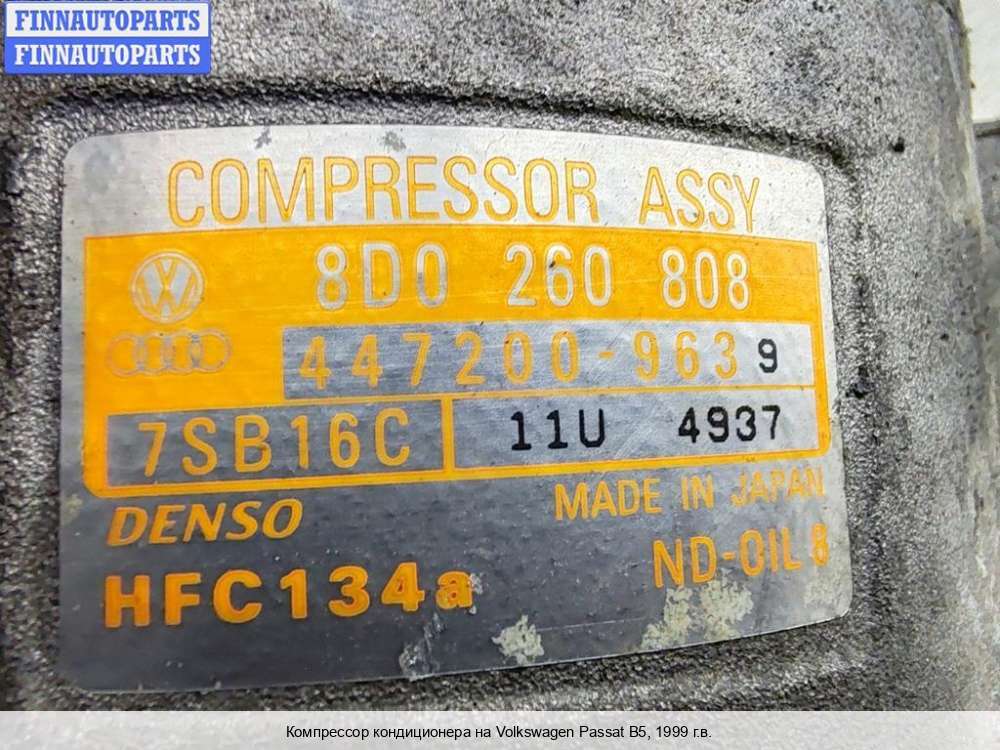 FINNAUTOPARTS
FINNAUTOPARTS
COMPRESSOR ASSY
8D0 260 808
447200-9639
7SB16C 11U 4937
DENSO MADE IN JAPAN
HFC134a ND-OIL 8
Компрессор кондиционера на Volkswagen Passat B5, 1999 г.в.